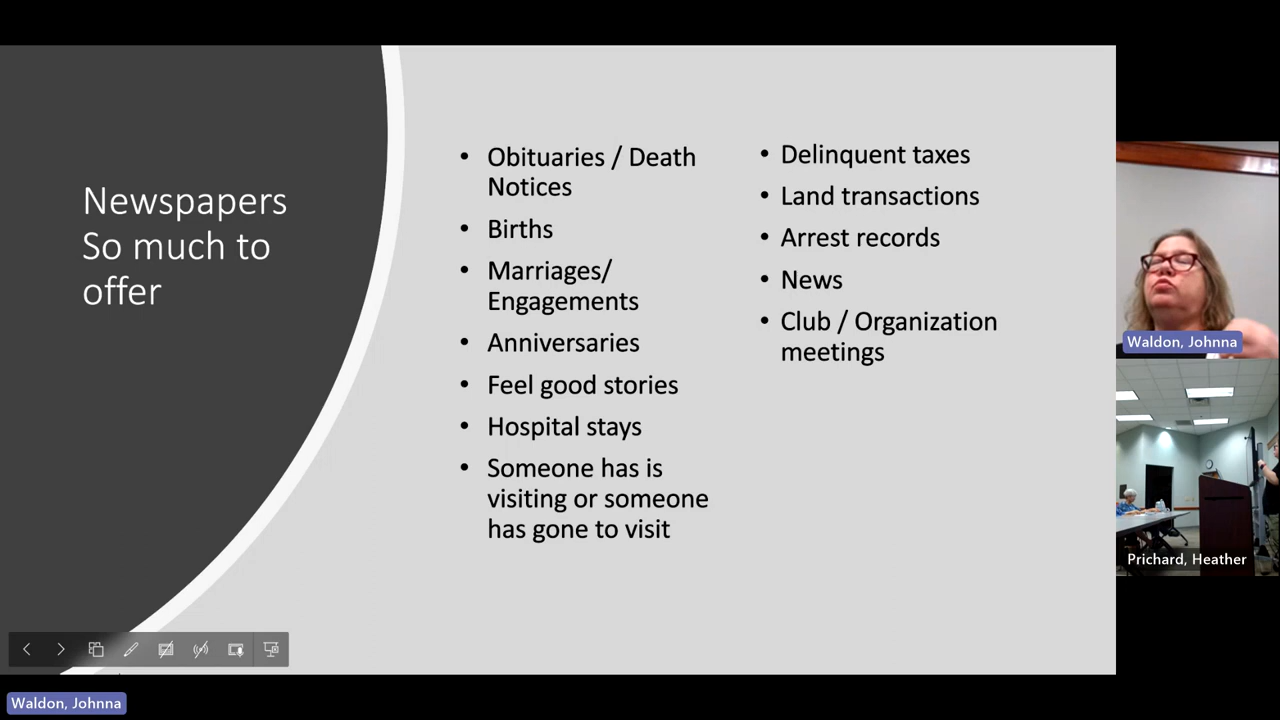 Newspapers
So much to
offer
• Obituaries / Death
Notices
• Births
• Marriages/
Engagements
• Anniversaries
• Feel good stories
• Hospital stays
• Someone has is
visiting or someone
has gone to visit
• Delinquent taxes
• Land transactions
• Arrest records
• News
• Club / Organization
meetings
Waldon, Johnna
Prichard, Heather
Waldon, Johnna